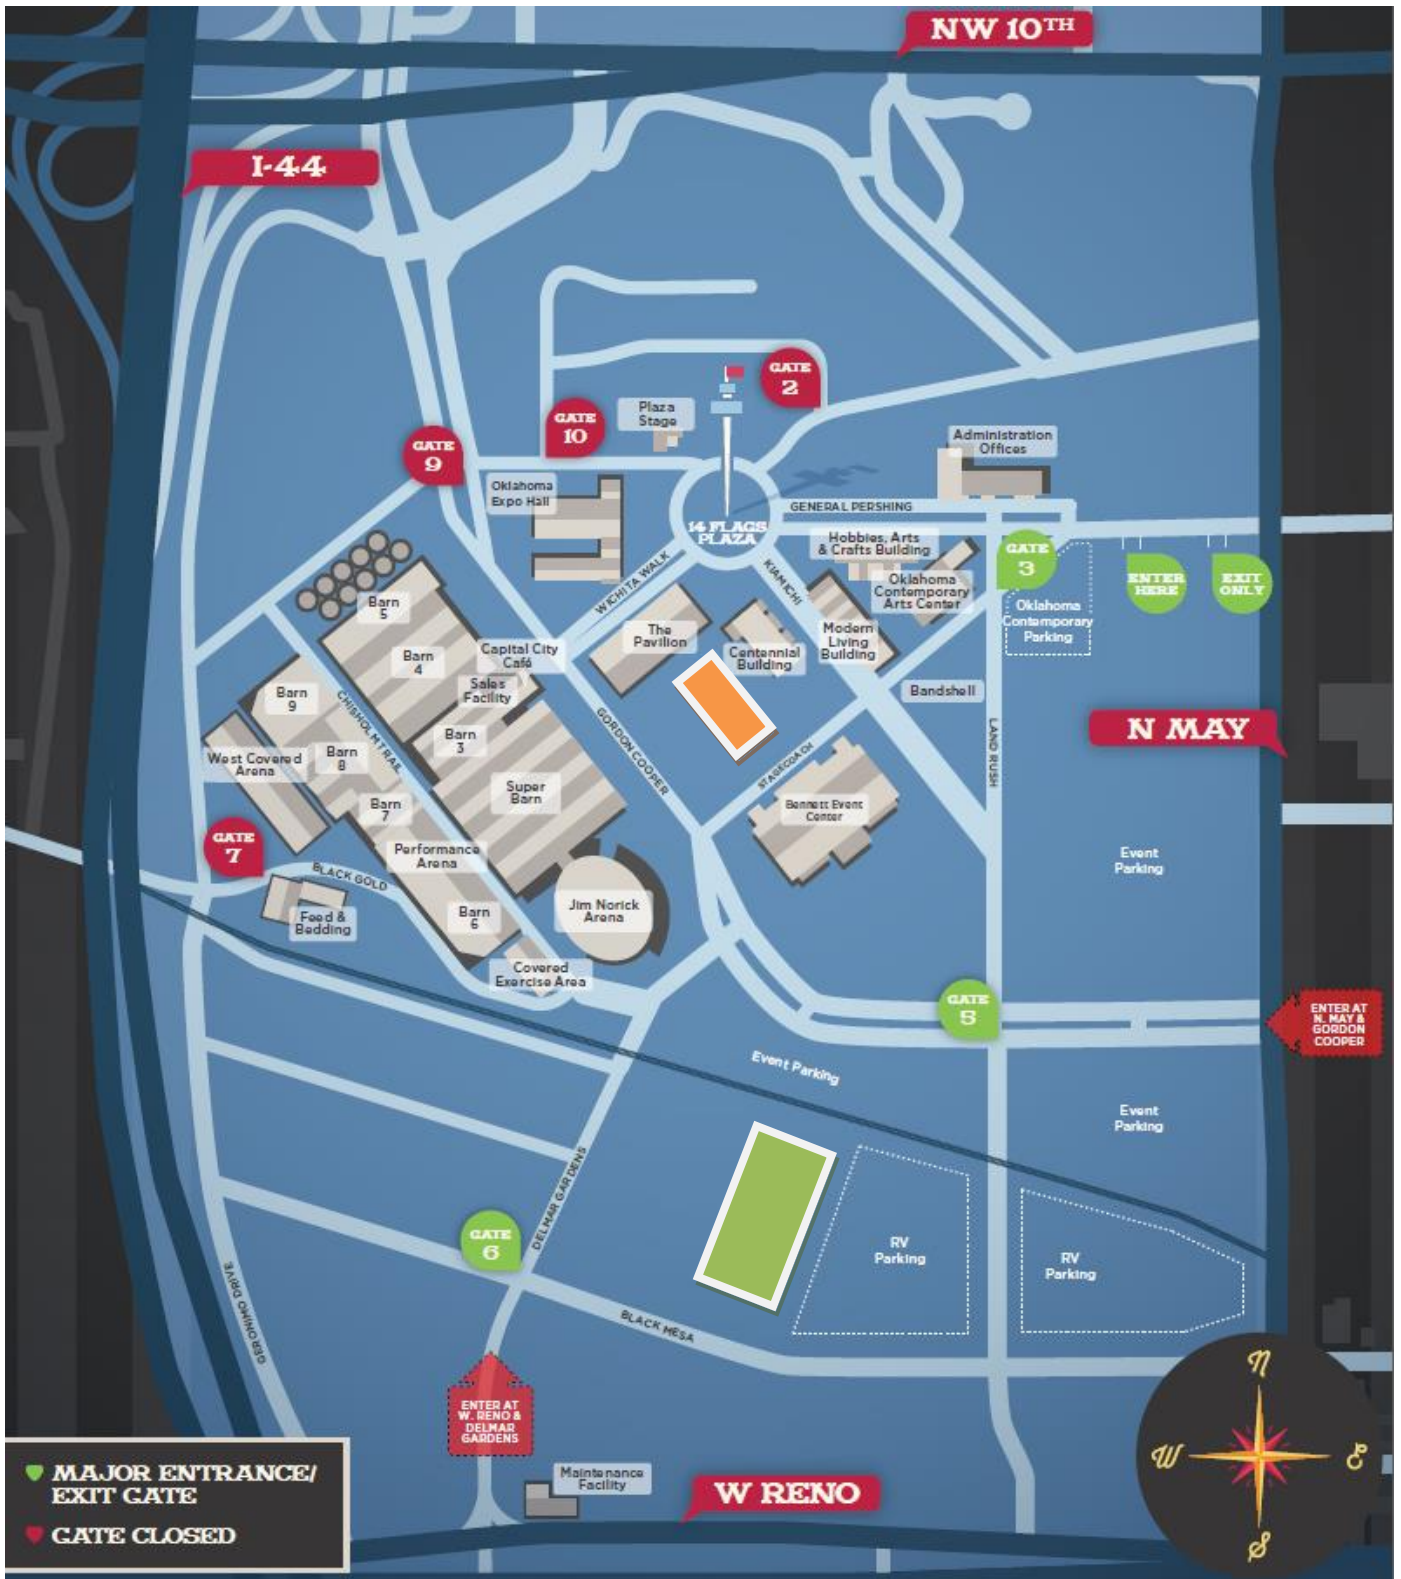 NW 10TH
I-44
GATE
2
Plaza
Stage
GATE
10
GATE
9
Administration
Offices
Oklahoma
Expo Hall
GENERAL PERSHING
14 FLAGS
PLAZA
Hobbies, Arts
& Crafts Building
GATE
3
ENTER
HERE
EXIT
ONLY
WICHITA WALK
KIAMICHI
Oklahoma
Contemporary
Arts Center
Oklahoma
Contemporary
Parking
Barn
5
The
Pavilion
Modern
Living
Building
Centennial
Building
Capital City
Café
Barn
4
Sales
Facility
Bandshell
Barn
9
CHISHOLM TRAIL
GORDON COOPER
LAND RUSH
N MAY
Barn
3
West Covered
Arena
Barn
8
STAGECOACH
Super
Barn
Barn
7
Bennett Event
Center
GATE
7
Performance
Arena
Event
Parking
BLACK GOLD
Feed &
Bedding
Barn
6
Jim Norick
Arena
Covered
Exercise Area
GATE
5
ENTER AT
N. MAY &
GORDON
COOPER
Event Parking
Event
Parking
DELMAR GARDENS
GATE
6
RV
Parking
RV
Parking
GERONIMO DRIVE
BLACK MESA
ENTER AT
W. RENO &
DELMAR
GARDENS
N
W
E
S
Maintenance
Facility
W RENO
MAJOR ENTRANCE/
EXIT GATE
GATE CLOSED